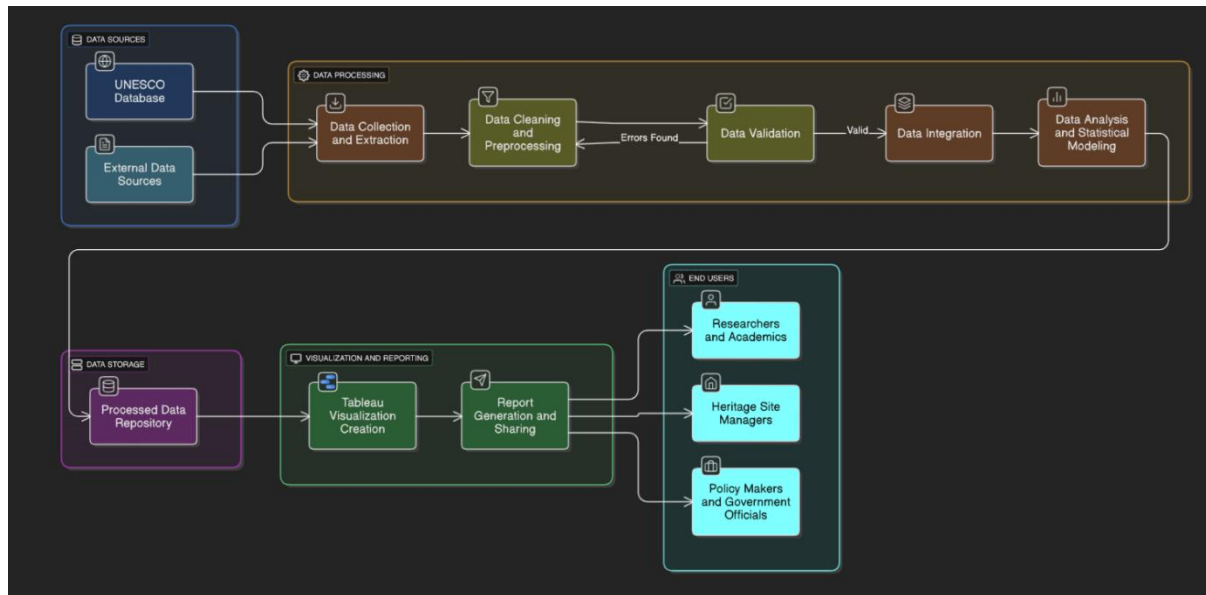 DATA SOURCES
UNESCO
Database
External Data
Sources
DATA PROCESSING
Data Collection
and Extraction
Data Cleaning
and
Preprocessing
Errors Found
Data Validation
Valid
Data Integration
Data Analysis
and Statistical
Modeling
DATA STORAGE
Processed Data
Repository
VISUALIZATION AND REPORTING
Tableau
Visualization
Creation
Report
Generation and
Sharing
END USERS
Researchers
and Academics
Heritage Site
Managers
Policy Makers
and Government
Officials